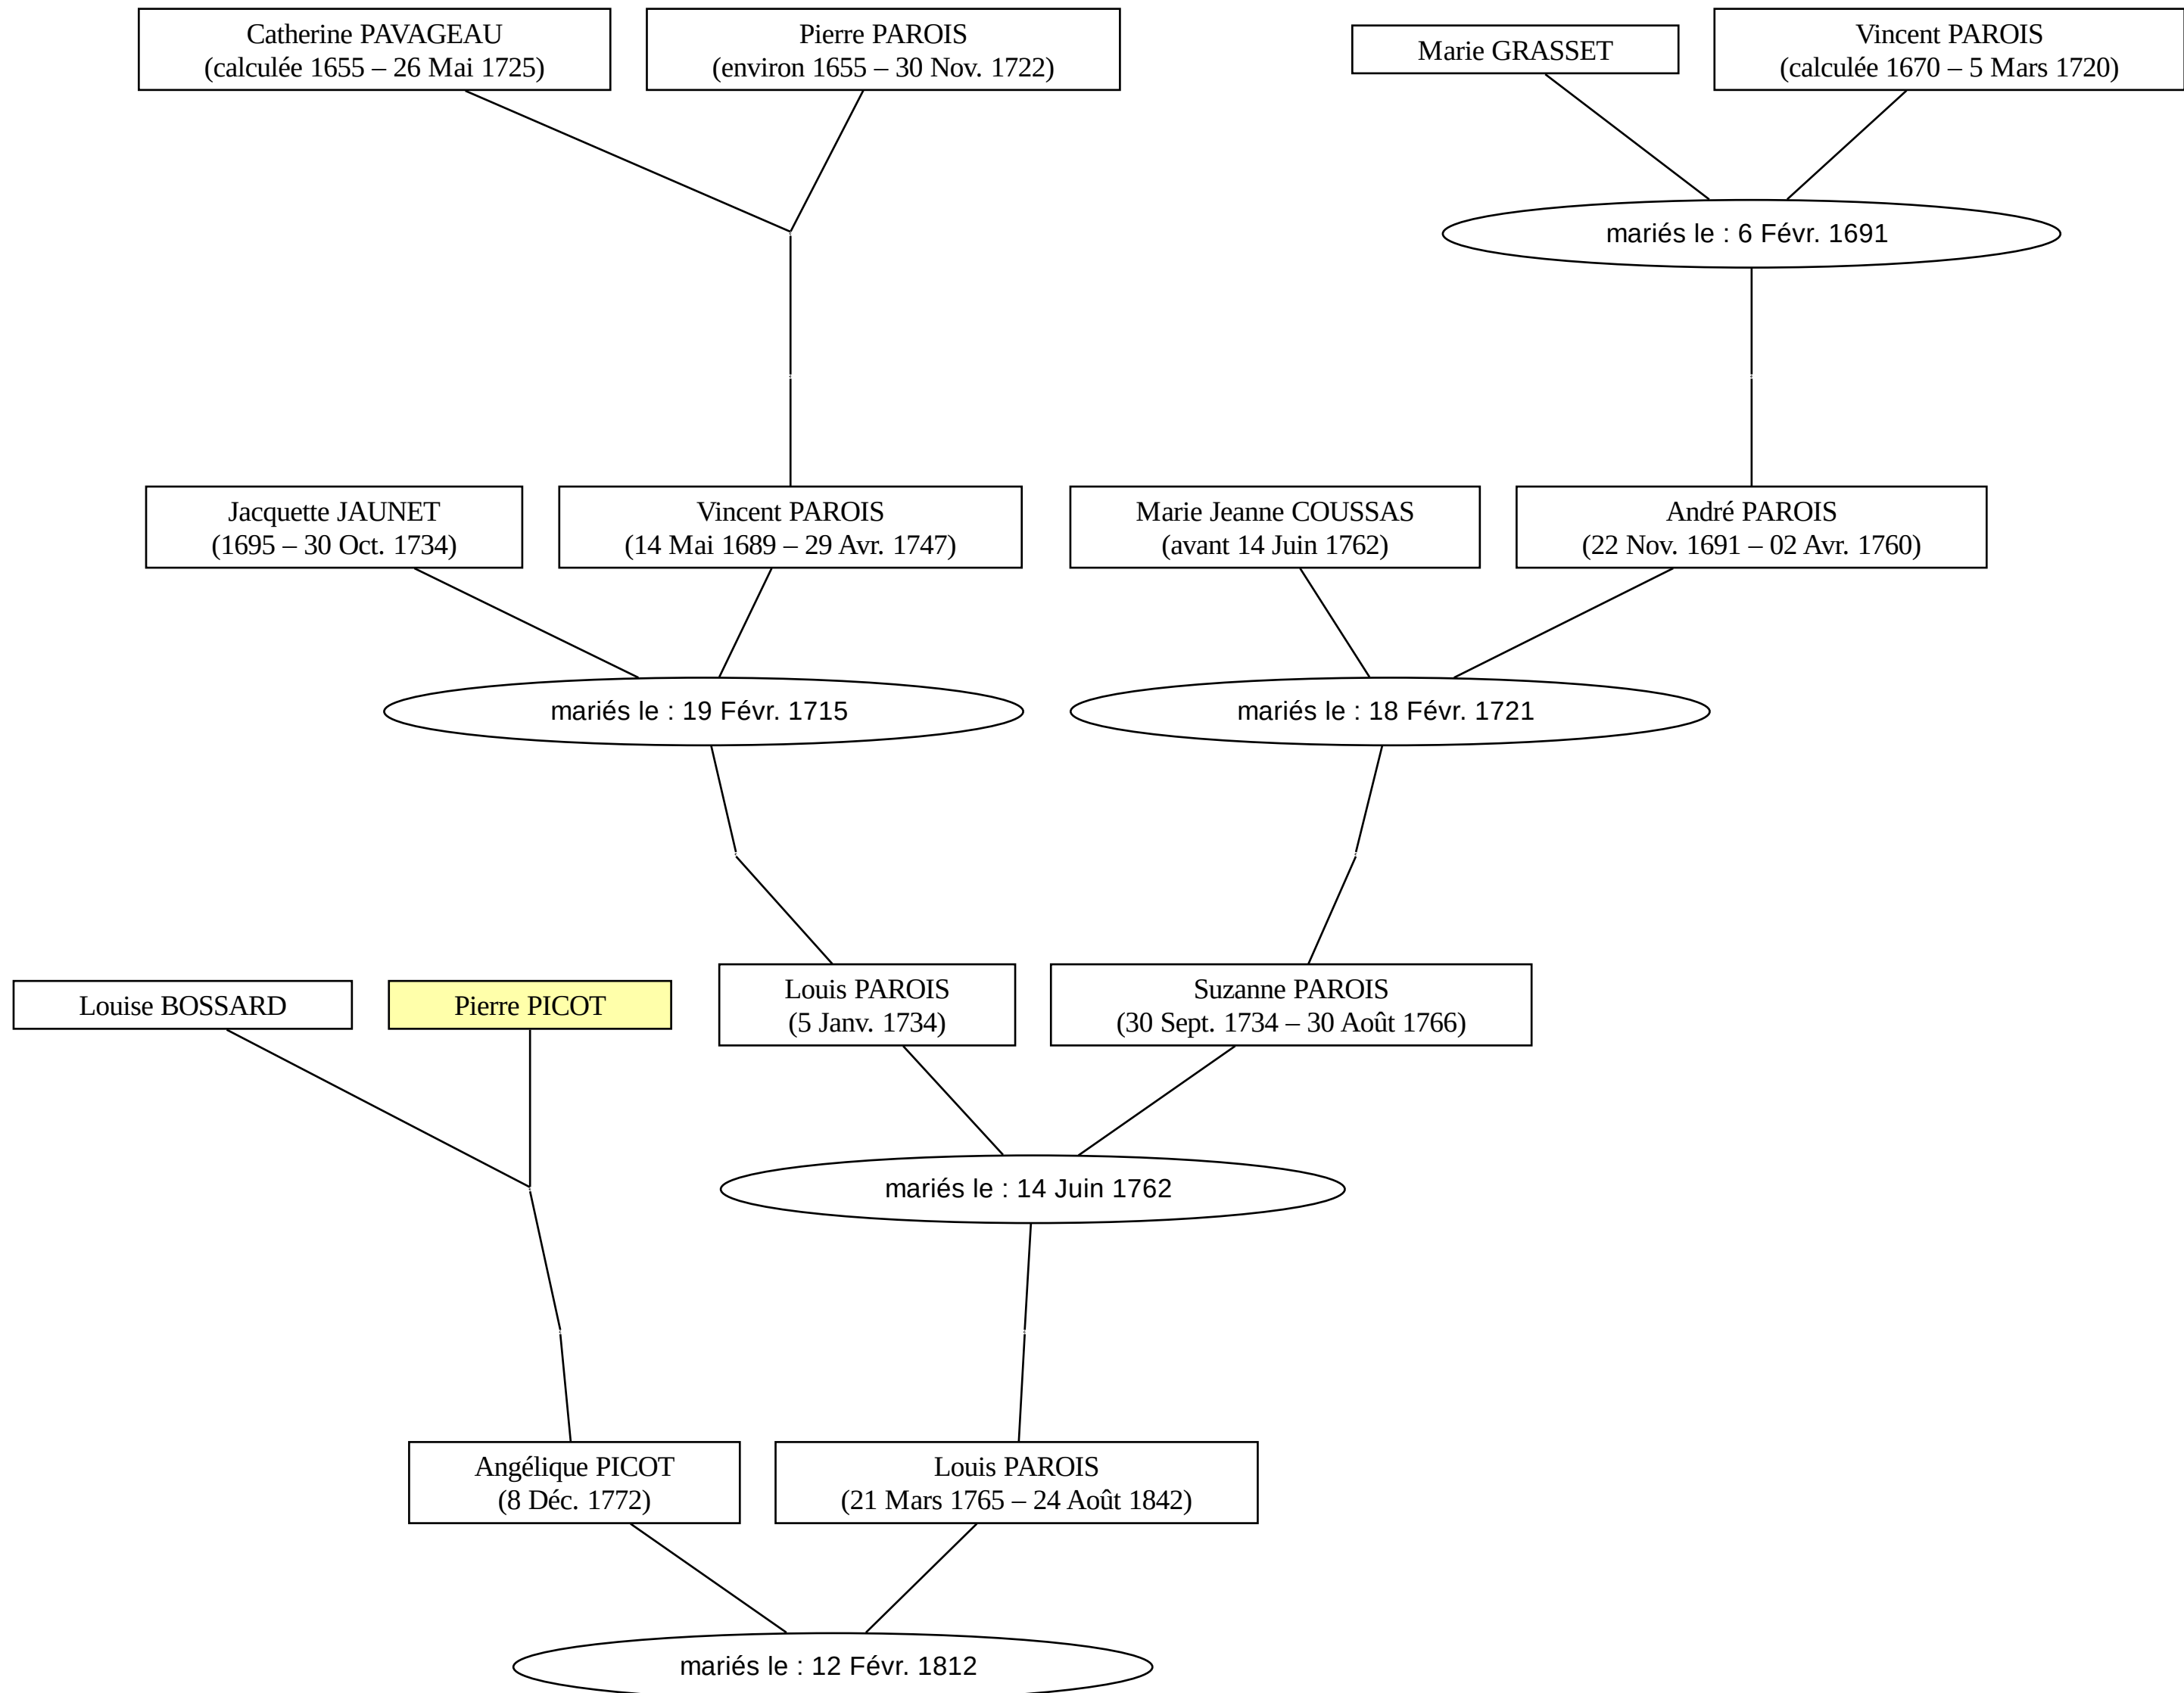 Catherine PAVAGEAU
(calculée 1655 – 26 Mai 1725)
Pierre PAROIS
(environ 1655 – 30 Nov. 1722)
Marie GRASSET
Vincent PAROIS
(calculée 1670 – 5 Mars 1720)
mariés le : 6 Févr. 1691
Jacquette JAUNET
(1695 – 30 Oct. 1734)
Vincent PAROIS
(14 Mai 1689 – 29 Avr. 1747)
Marie Jeanne COUSSAS
(avant 14 Juin 1762)
André PAROIS
(22 Nov. 1691 – 02 Avr. 1760)
mariés le : 19 Févr. 1715
mariés le : 18 Févr. 1721
Louise BOSSARD
Pierre PICOT
Louis PAROIS
(5 Janv. 1734)
Suzanne PAROIS
(30 Sept. 1734 – 30 Août 1766)
mariés le : 14 Juin 1762
Angélique PICOT
(8 Déc. 1772)
Louis PAROIS
(21 Mars 1765 – 24 Août 1842)
mariés le : 12 Févr. 1812